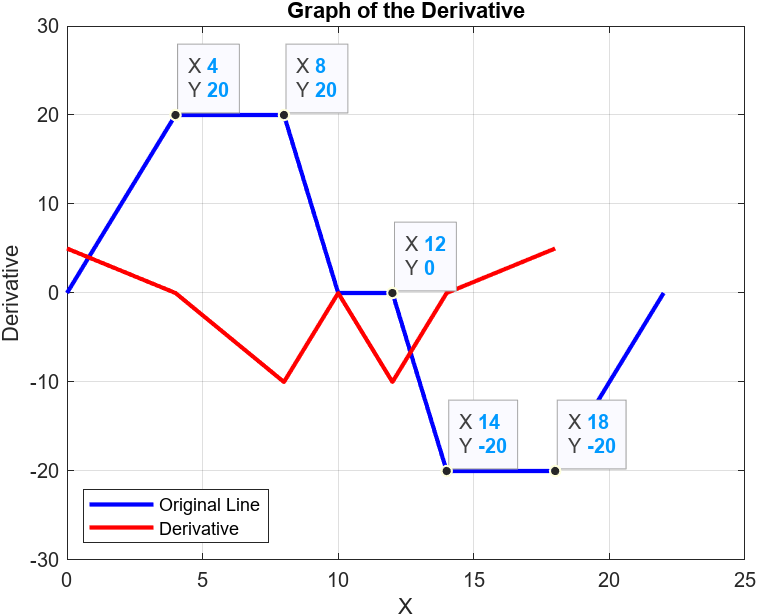 Graph of the Derivative
30
20
10
0
-10
-20
-30
Derivative
X 4
Y 20
X 8
Y 20
X 12
Y 0
X 14
Y -20
X 18
Y -20
Original Line
Derivative
0
5
10
15
20
25
X